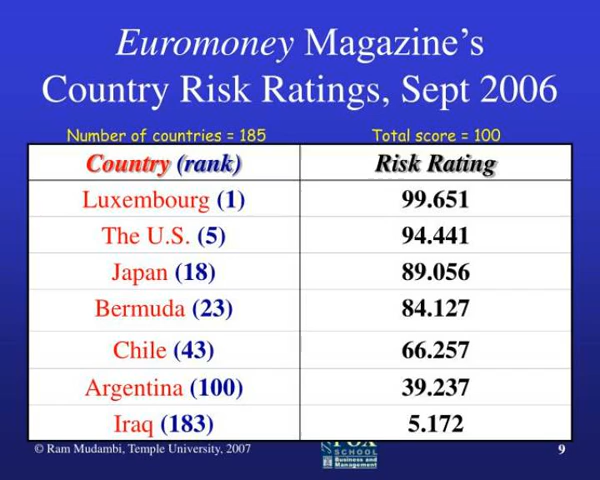 Euromoney Magazine's
Country Risk Ratings, Sept 2006
Number of countries = 185 Total score = 100
Country (rank) Risk Rating
Luxembourg (1) 99.651
The U.S. (5) 94.441
Japan (18) 89.056
Bermuda (23) 84.127
Chile (43) 66.257
Argentina (100) 39.237
Iraq (183) 5.172
© Ram Mudambi, Temple University, 2007
SCHOOL
Business and
Management
9